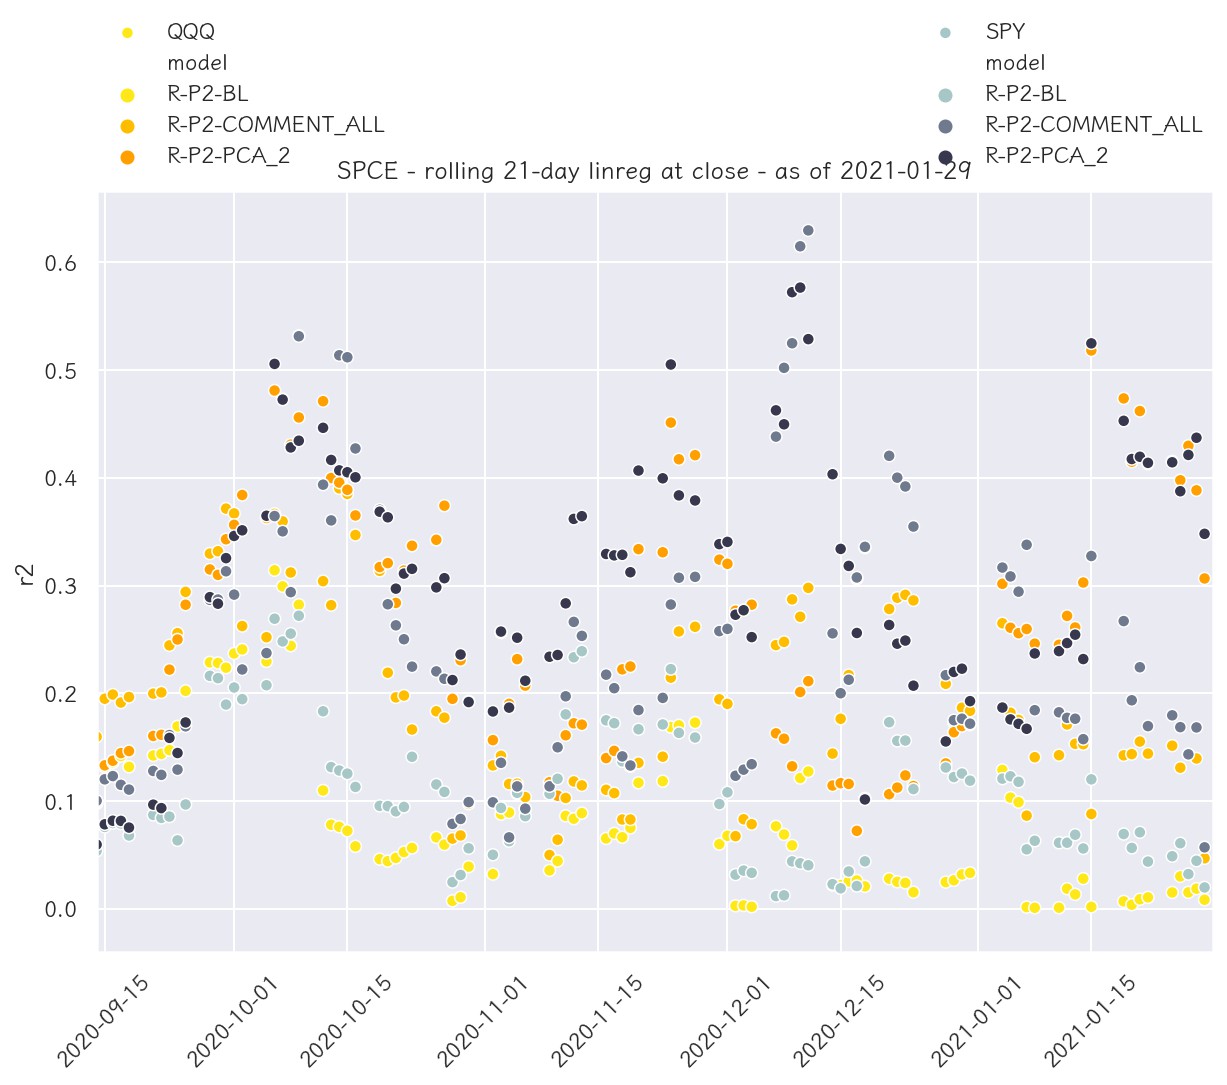 QQQ
model
R-P2-BL
R-P2-COMMENT_ALL
R-P2-PCA_2
SPY
model
R-P2-BL
R-P2-COMMENT_ALL
R-P2-PCA_2
SPCE - rolling 21-day linreg at close - as of 2021-01-29
r2
0.6
0.5
0.4
0.3
0.2
0.1
0.0
2020-09-15
2020-10-01
2020-10-15
2020-11-01
2020-11-15
2020-12-01
2020-12-15
2021-01-01
2021-01-15